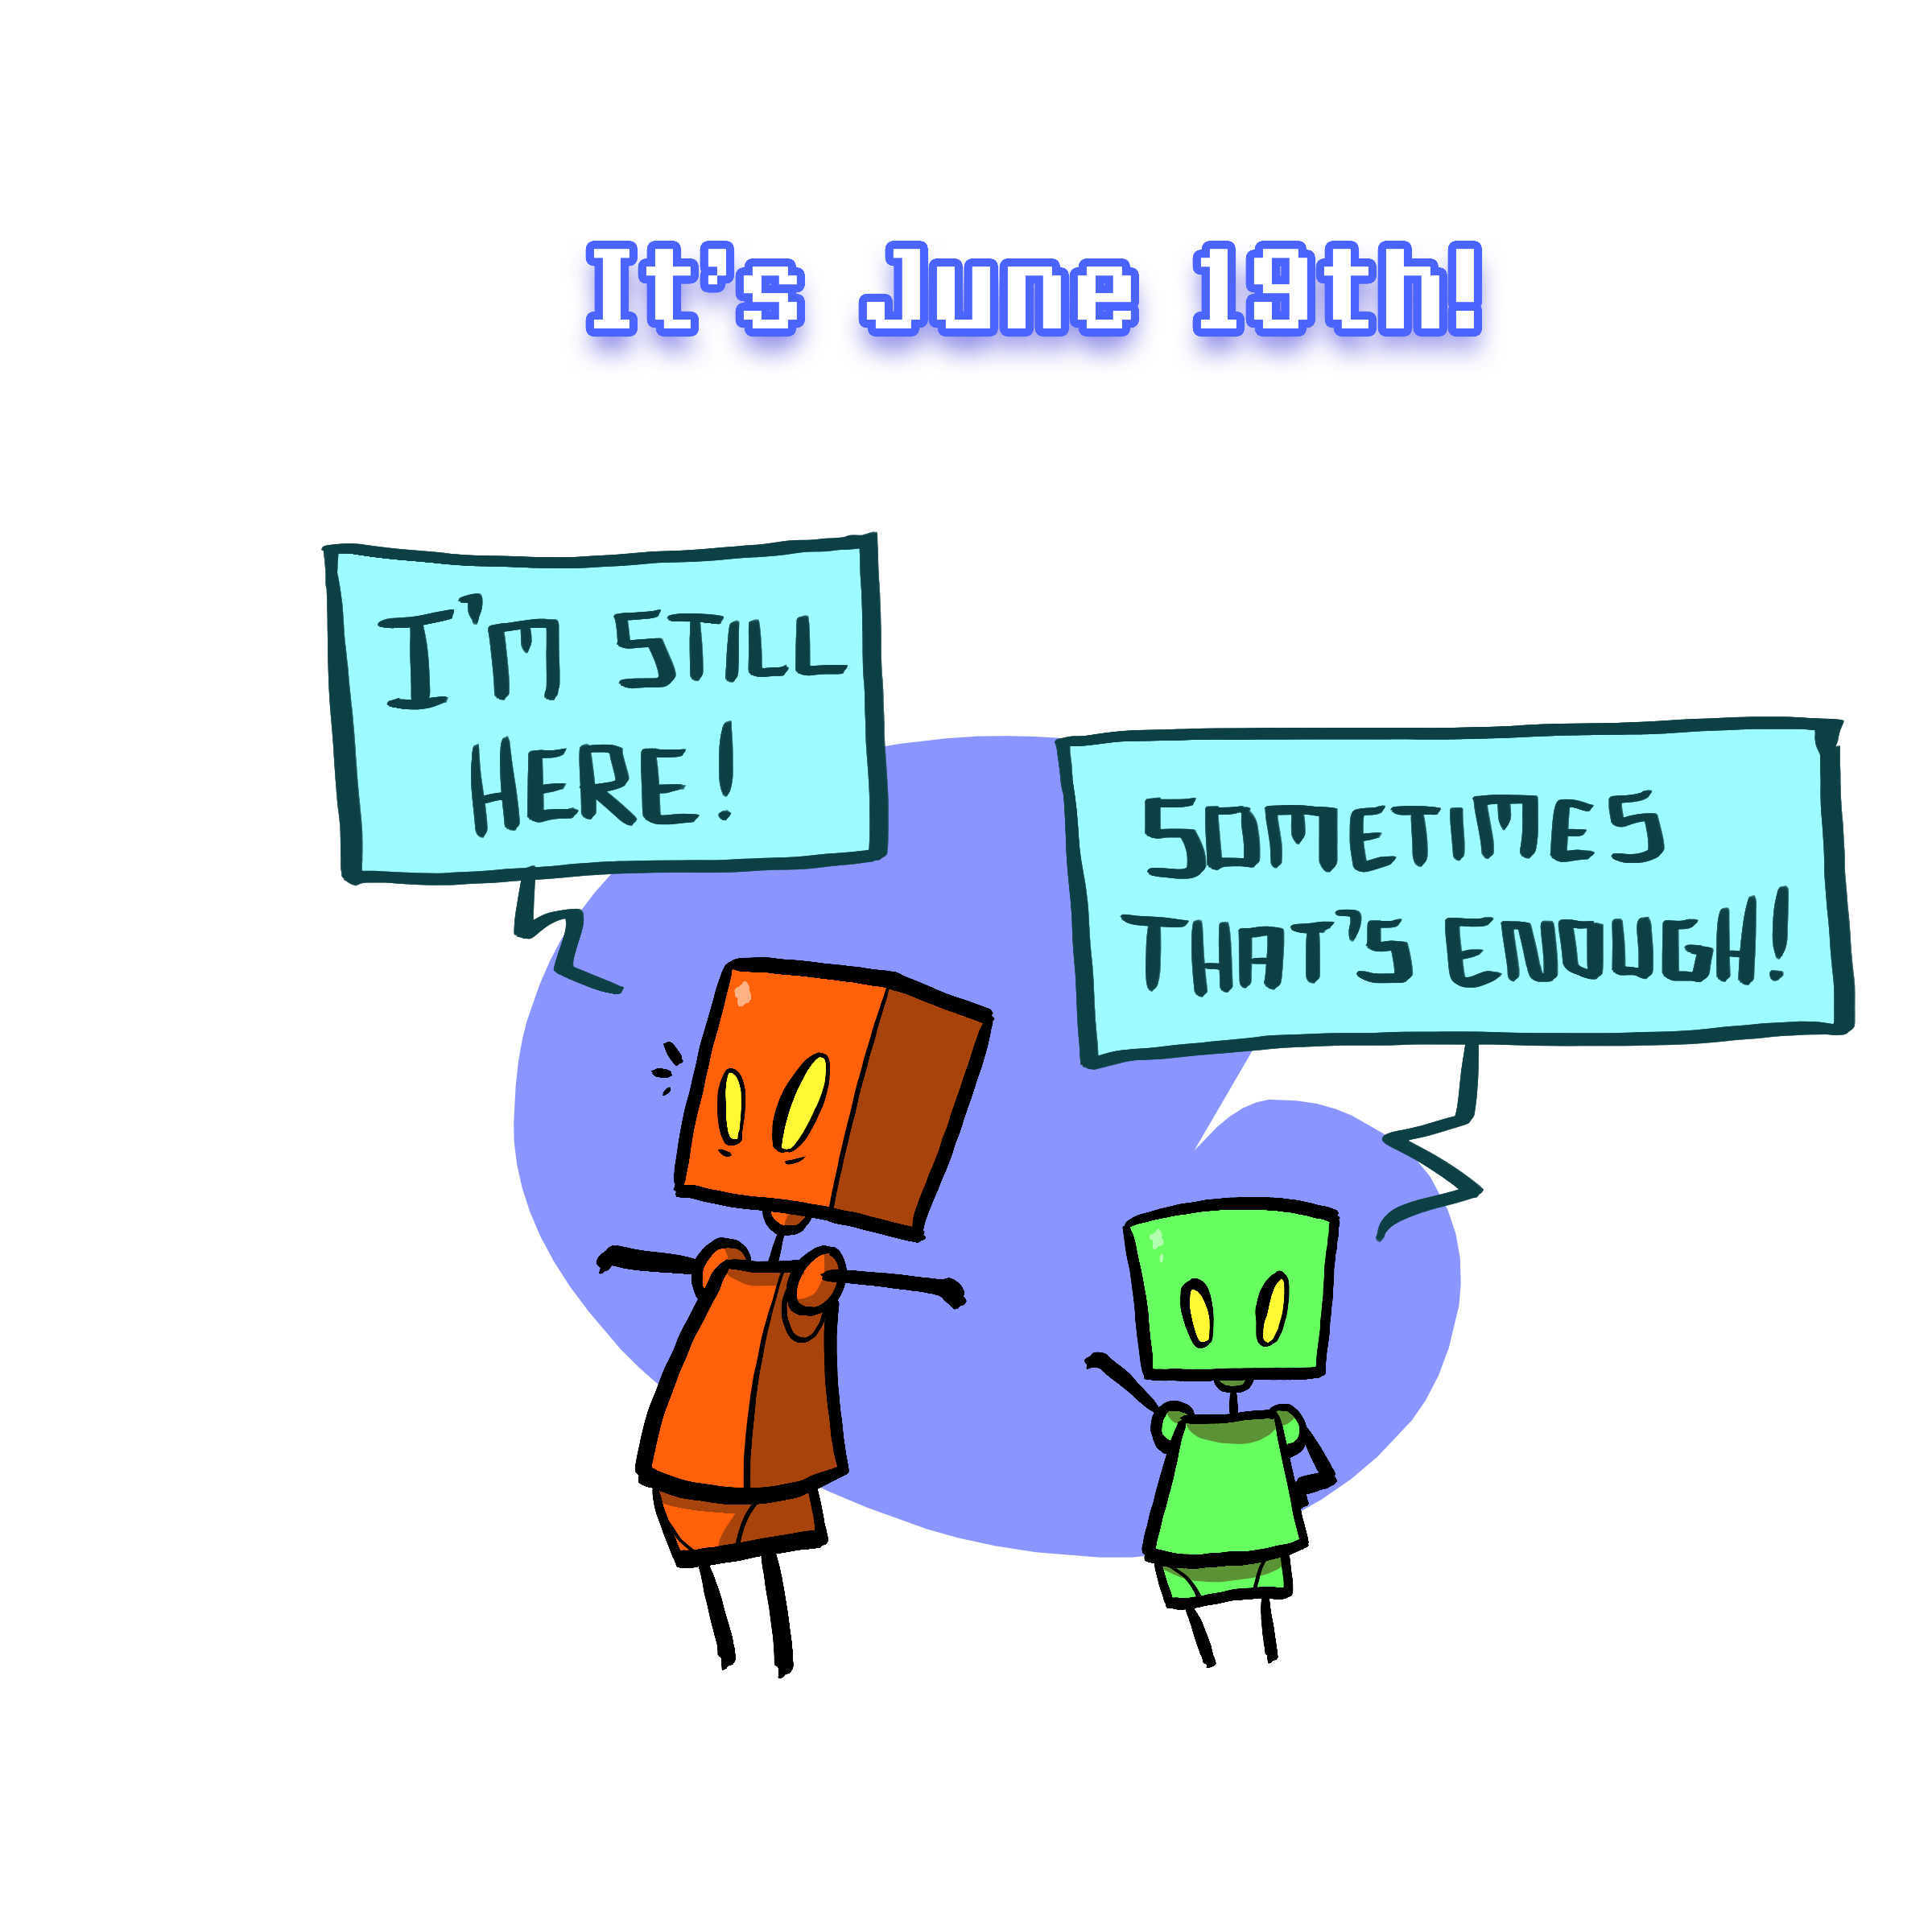 It's June 19th!
I'M STILL
HERE!
SOMETIMES
THAT'S ENOUGH!